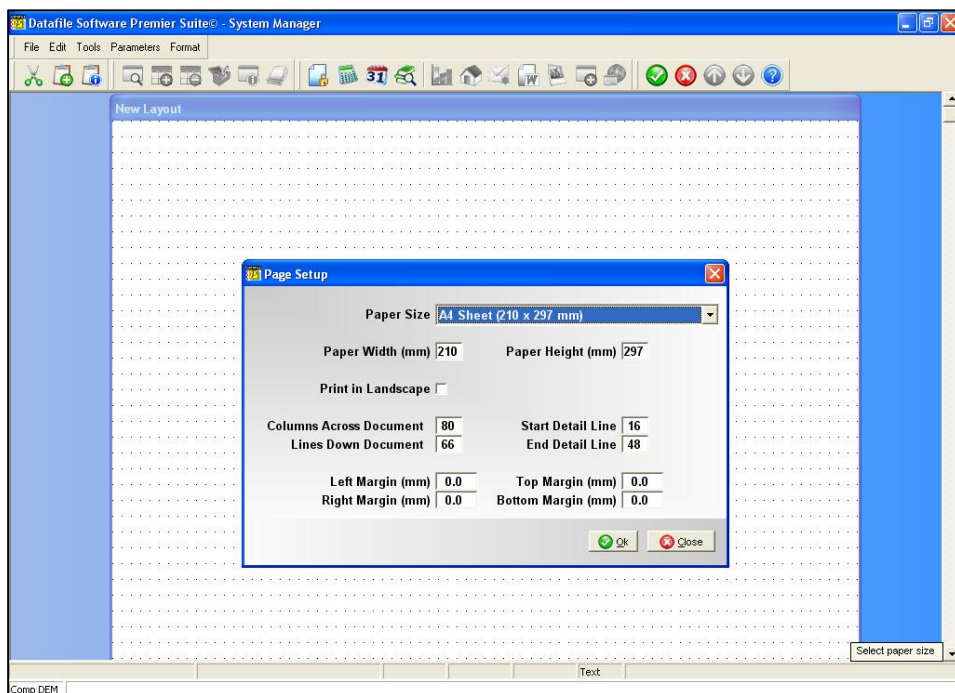 Datafile Software Premier Suite© - System Manager
File Edit Tools Parameters Format
31
New Layout
Page Setup
Paper Size A4 Sheet (210 x 297 mm)
Paper Width (mm) 210 Paper Height (mm) 297
Print in Landscape
Columns Across Document 80 Start Detail Line 16
Lines Down Document 66 End Detail Line 48
Left Margin (mm) 0.0 Top Margin (mm) 0.0
Right Margin (mm) 0.0 Bottom Margin (mm) 0.0
Ok Close
Select paper size
Text
Comp DEM